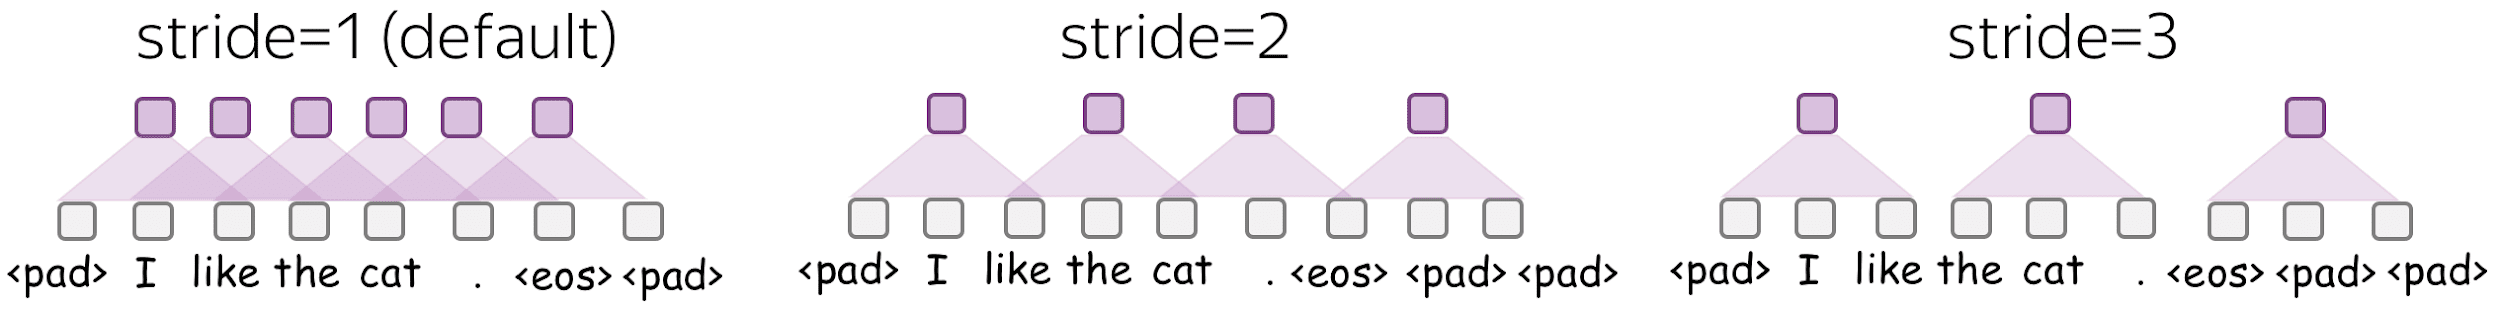 stride=1 (default)
stride=2
stride=3
<pad> I like the cat . <eos> <pad>
<pad> I like the cat . <eos> <pad> <pad>
<pad> I like the cat . <eos> <pad> <pad>